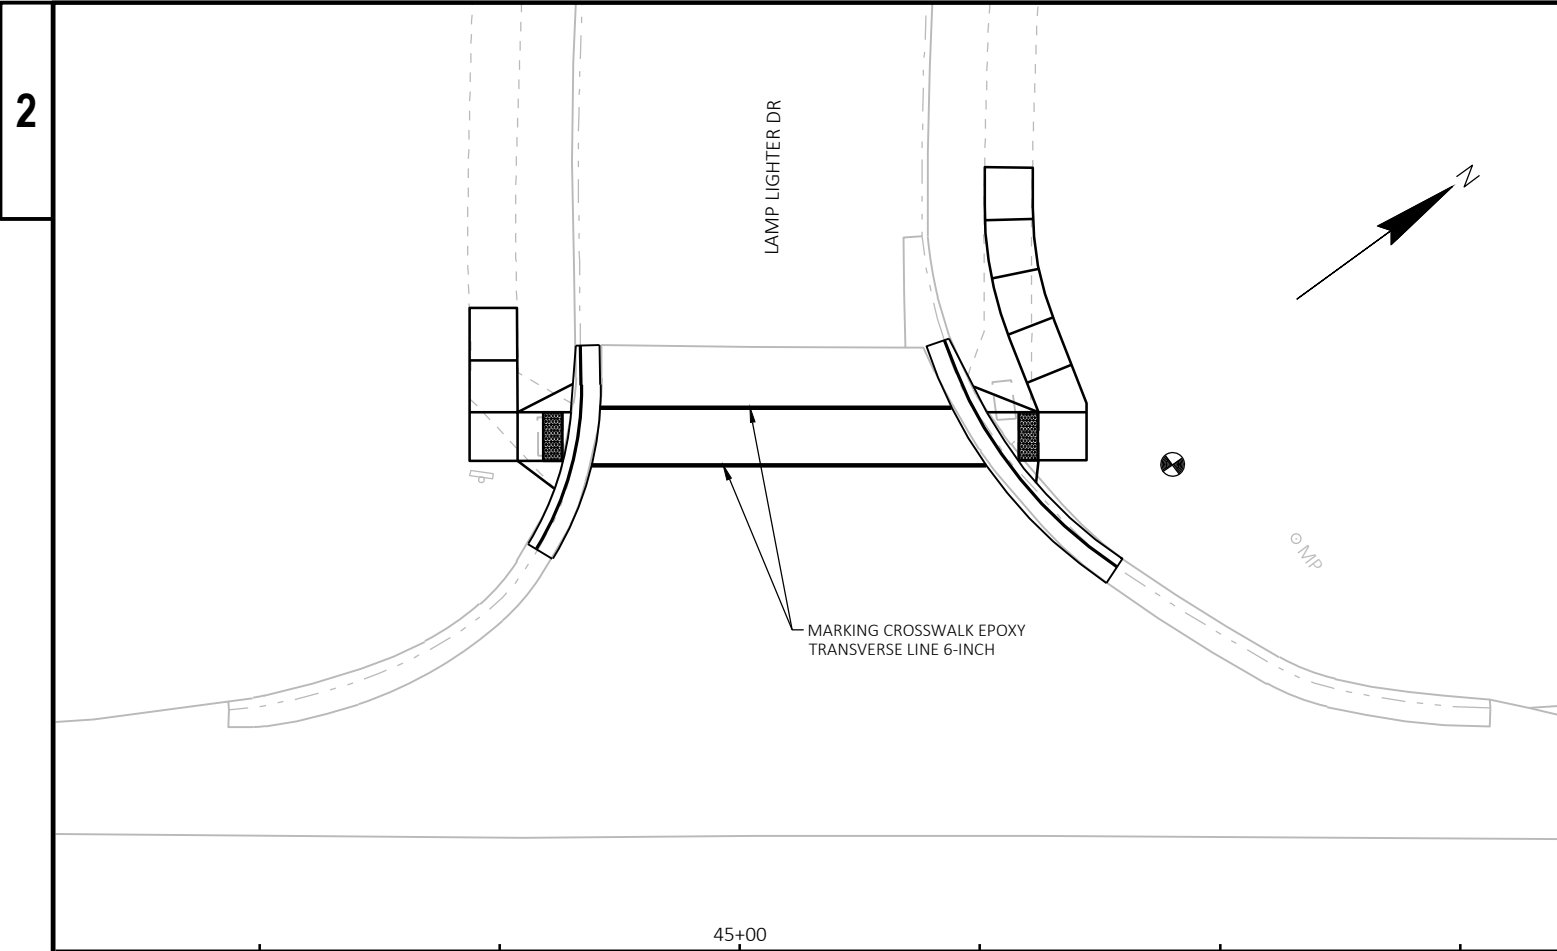 2
LAMP LIGHTER DR
N
MP
MARKING CROSSWALK EPOXY
TRANSVERSE LINE 6-INCH
45+00